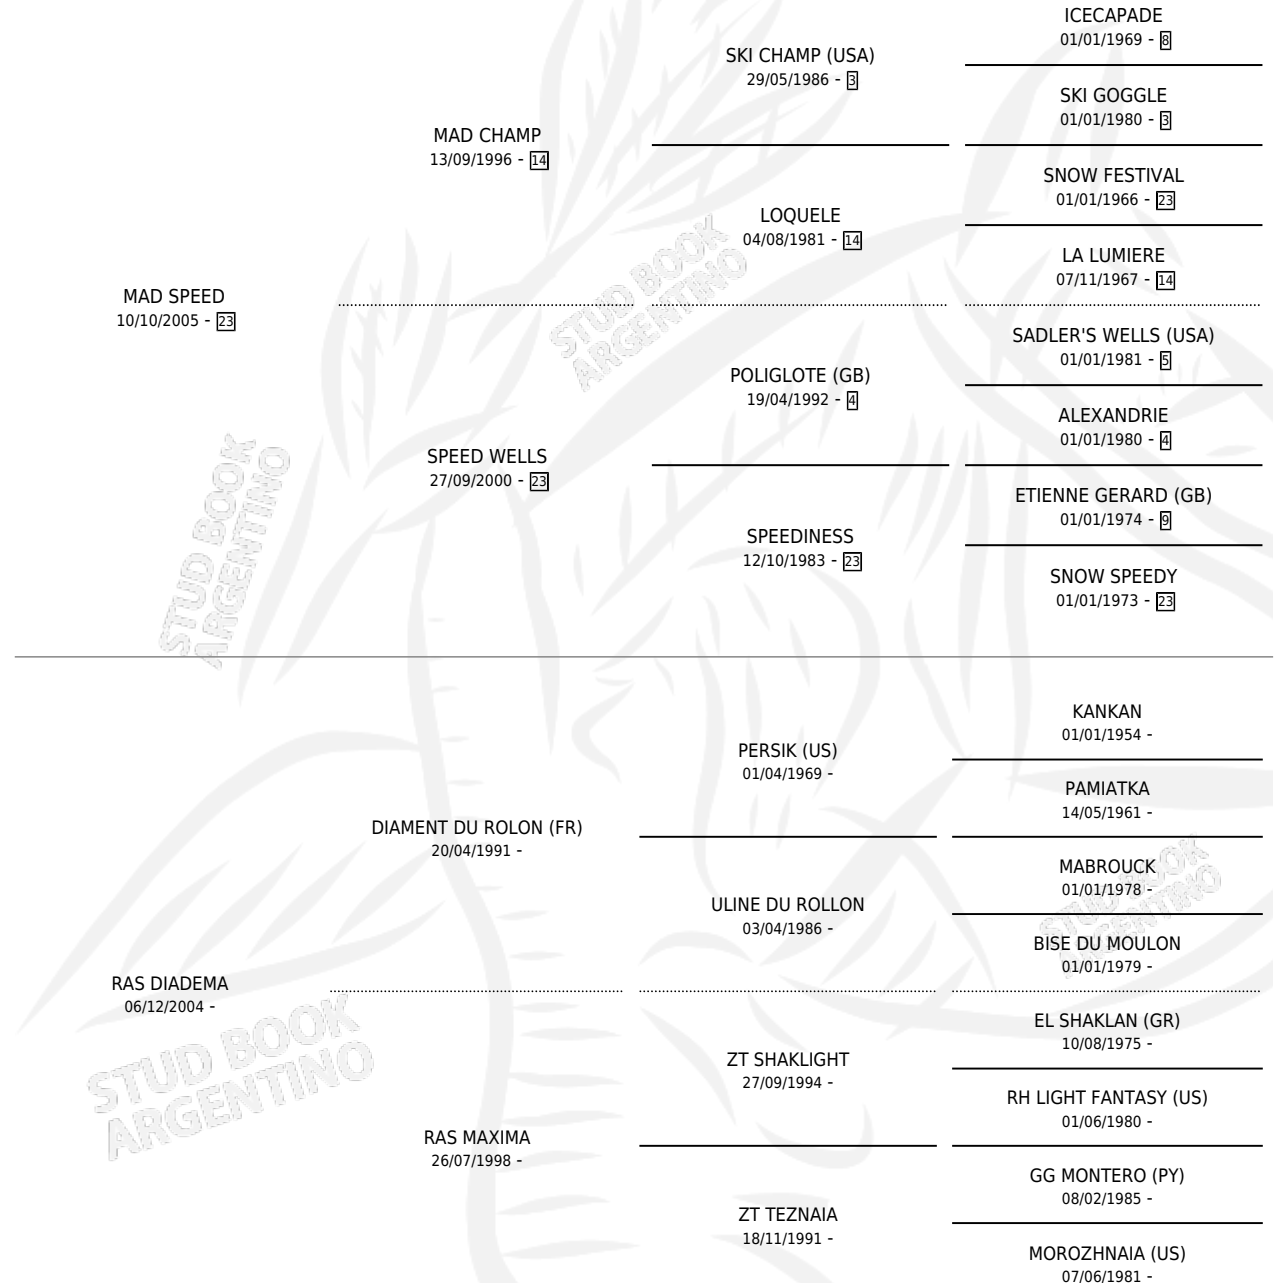 ICECAPADE
01/01/1969 - 8
SKI CHAMP (USA)
29/05/1986 - 3
SKI GOGGLE
01/01/1980 - 3
MAD CHAMP
13/09/1996 - 14
SNOW FESTIVAL
01/01/1966 - 23
LOQUELE
04/08/1981 - 14
LA LUMIERE
07/11/1967 - 14
MAD SPEED
10/10/2005 - 23
SADLER'S WELLS (USA)
01/01/1981 - 5
POLIGLOTE (GB)
19/04/1992 - 4
ALEXANDRIE
01/01/1980 - 4
SPEED WELLS
27/09/2000 - 23
ETIENNE GERARD (GB)
01/01/1974 - 9
SPEEDINESS
12/10/1983 - 23
SNOW SPEEDY
01/01/1973 - 23
KANKAN
01/01/1954 -
PERSIK (US)
01/04/1969 -
PAMIATKA
14/05/1961 -
DIAMENT DU ROLON (FR)
20/04/1991 -
MABROUCK
01/01/1978 -
ULINE DU ROLLON
03/04/1986 -
BISE DU MOULON
01/01/1979 -
RAS DIADEMA
06/12/2004 -
EL SHAKLAN (GR)
10/08/1975 -
ZT SHAKLIGHT
27/09/1994 -
RH LIGHT FANTASY (US)
01/06/1980 -
RAS MAXIMA
26/07/1998 -
GG MONTERO (PY)
08/02/1985 -
ZT TEZNAIA
18/11/1991 -
MOROZHNAIA (US)
07/06/1981 -
STUD BOOK
ARGENTINO
STUD BOOK
ARGENTINO
STUD BOOK
ARGENTINO
STUD BOOK
ARGENTINO